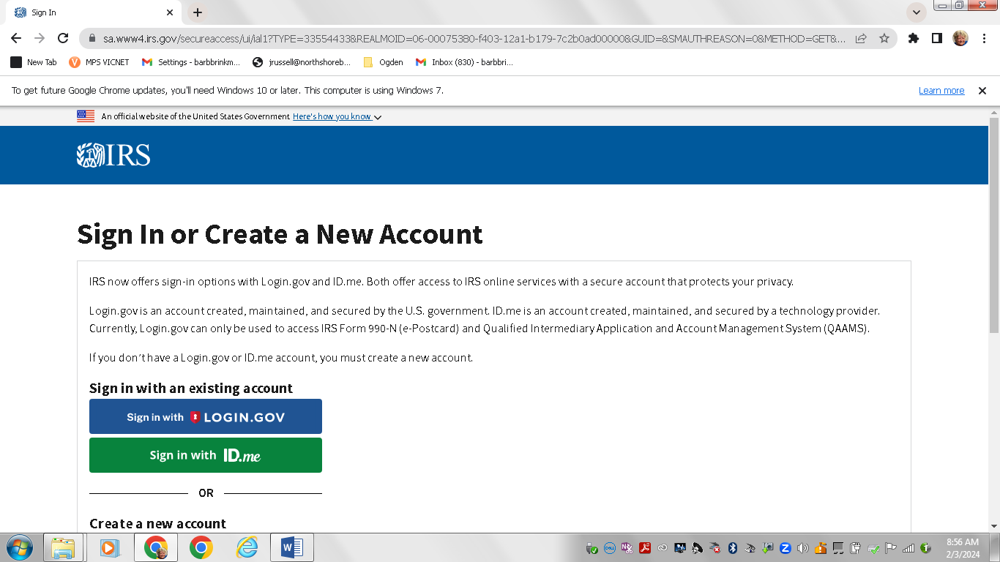 Sign In
sa.www4.irs.gov/secureaccess/ui/ial1?TYPE=33554433&REALMOID=06-00075380-f403-12a1-b179-7c2b0ad00000&GUID=&SMAUTHREASON=0&METHOD=GET&...
New Tab MPS VICNET Settings - barbbrinkm... jrussell@northshoreb... Ogden Inbox (830) - barbbri...
To get future Google Chrome updates, you'll need Windows 10 or later. This computer is using Windows 7. Learn more
An official website of the United States Government Here's how you know
IRS
Sign In or Create a New Account
IRS now offers sign-in options with Login.gov and ID.me. Both offer access to IRS online services with a secure account that protects your privacy.
Login.gov is an account created, maintained, and secured by the U.S. government. ID.me is an account created, maintained, and secured by a technology provider.
Currently, Login.gov can only be used to access IRS Form 990-N (e-Postcard) and Qualified Intermediary Application and Account Management System (QAAMS).
If you don't have a Login.gov or ID.me account, you must create a new account.
Sign in with an existing account
Sign in with LOGIN.GOV
Sign in with ID.me
OR
Create a new account
8:56 AM
2/3/2024